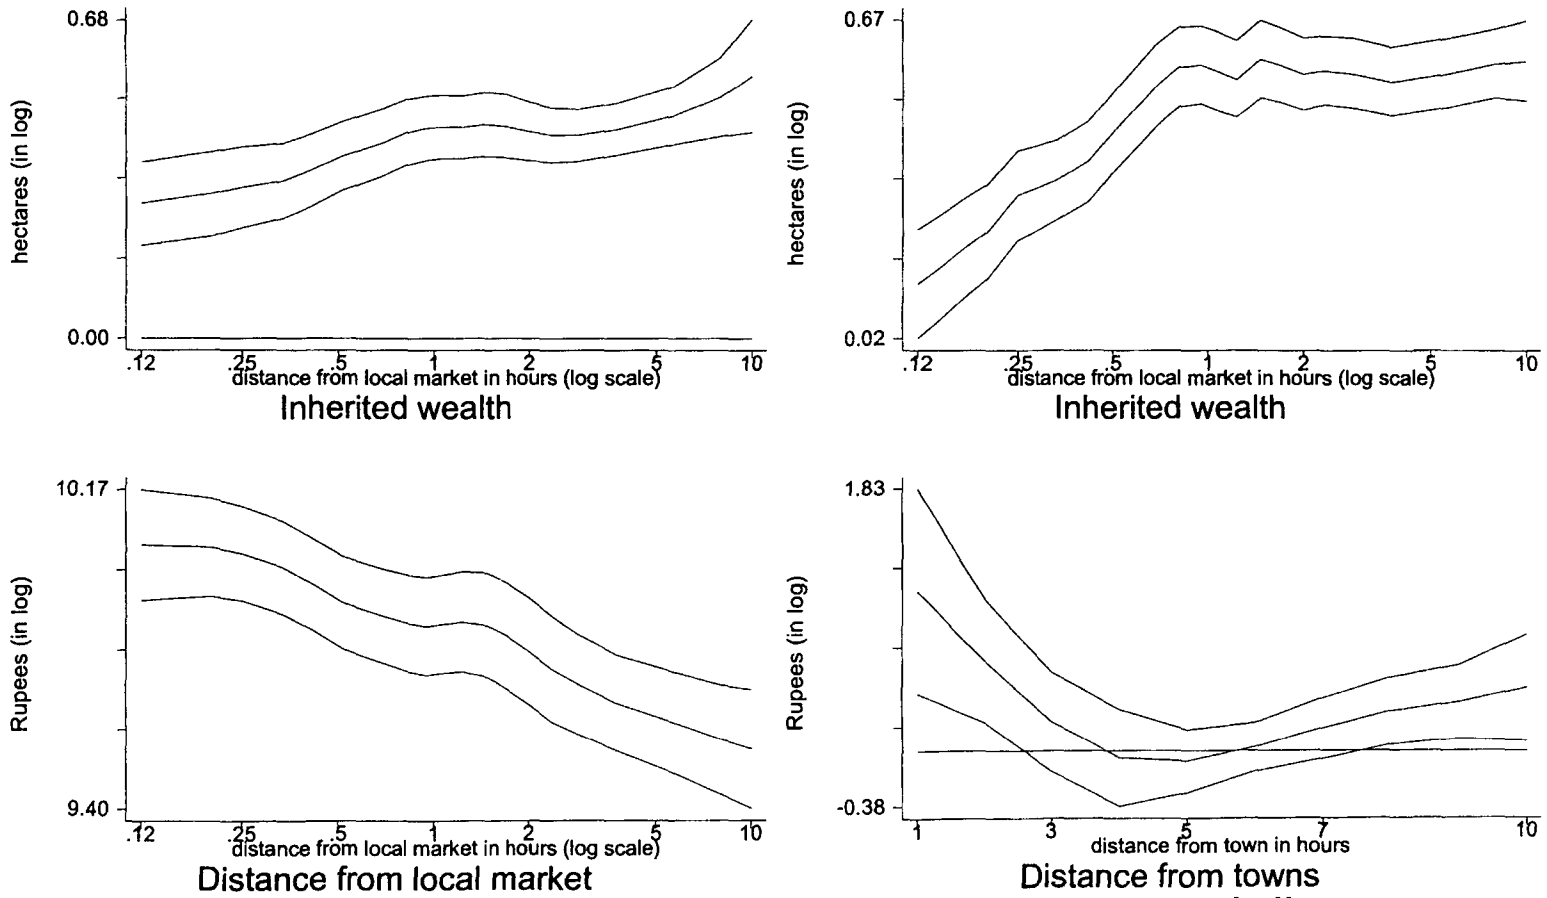 0.68
hectares (in log)
0.00
.12 .25 .5 1 2 5 10
distance from local market in hours (log scale)
Inherited wealth
0.67
hectares (in log)
0.02
.12 .25 .5 1 2 5 10
distance from local market in hours (log scale)
Inherited wealth
10.17
Rupees (in log)
9.40
.12 .25 .5 1 2 5 10
distance from local market in hours (log scale)
Distance from local market
1.83
Rupees (in log)
-0.38
1 3 5 7 10
distance from town in hours
Distance from towns